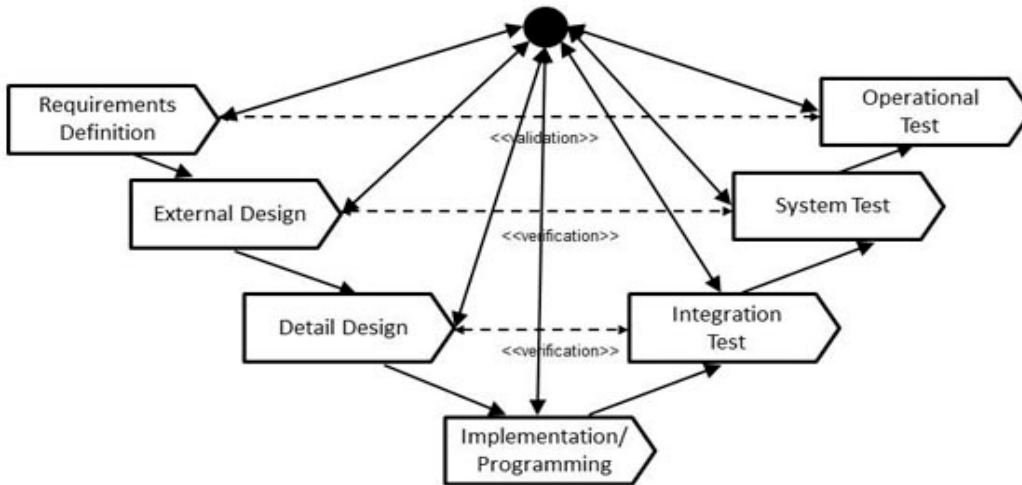 Requirements
Definition
Operational
Test
<<validation>>
External Design
System Test
<<verification>>
Detail Design
Integration
Test
<<verification>>
Implementation/
Programming